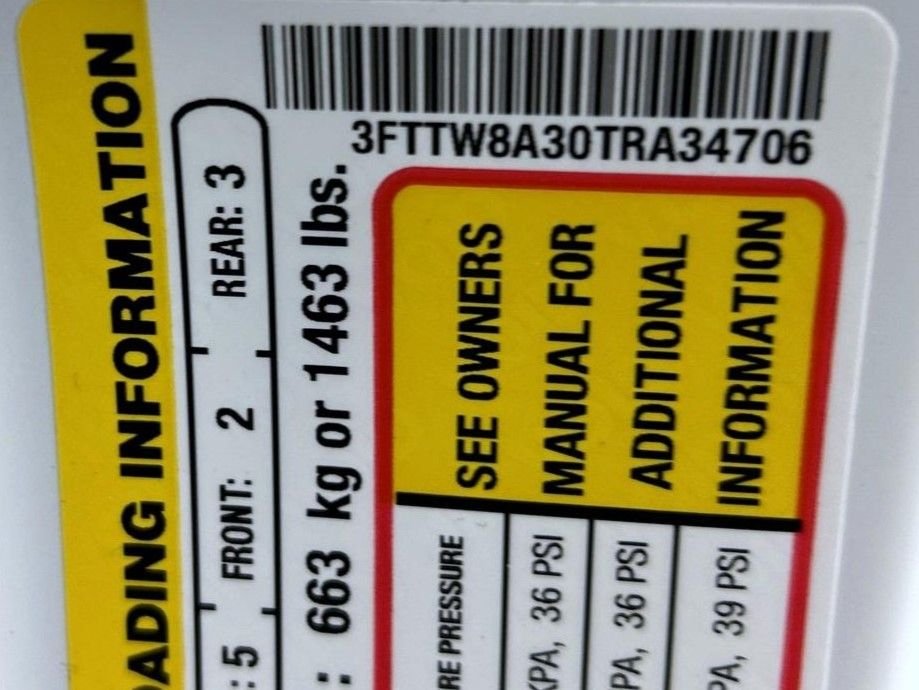 3FTTW8A30TRA34706
OADING INFORMATION
: 5 FRONT: 2 REAR: 3
: 663 kg or 1463 lbs.
RE PRESSURE SEE OWNERS
KPA, 36 PSI MANUAL FOR
PA, 36 PSI ADDITIONAL
PA, 39 PSI INFORMATION